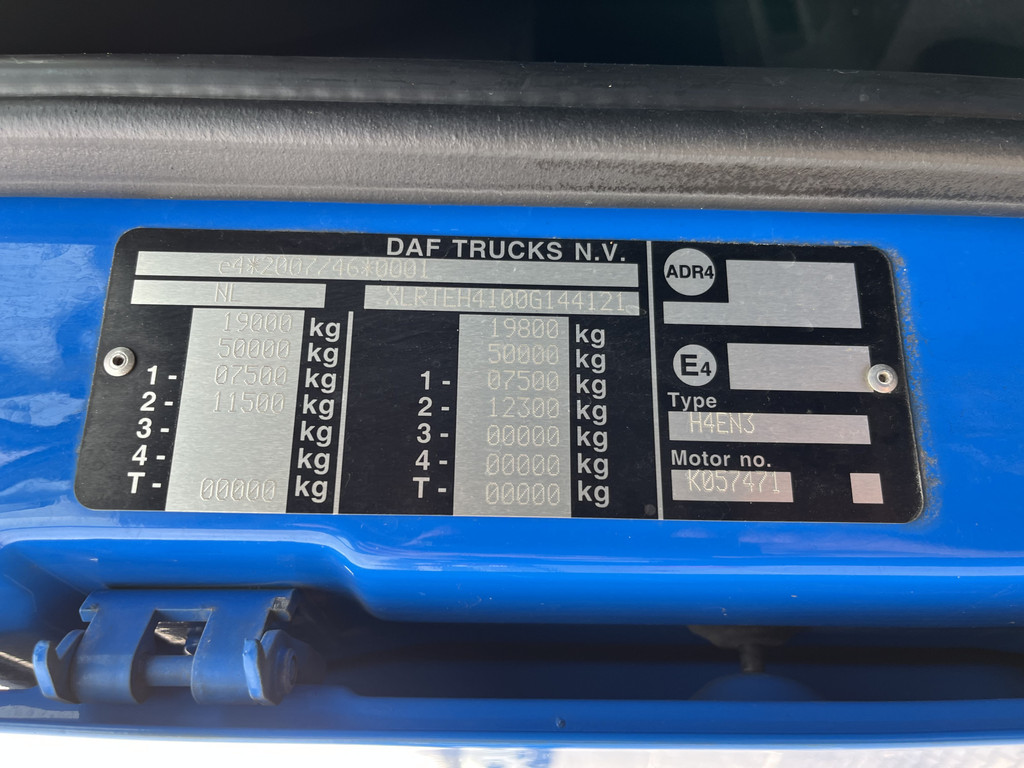 DAF TRUCKS N.V.
e4*2007/46*0001
NL XLRTEH4100G144121
19000 kg
50000 kg
1- 07500 kg
2- 11500 kg
3- kg
4- kg
T- 00000 kg
19800 kg
50000 kg
1- 07500 kg
2- 12300 kg
3- 00000 kg
4- 00000 kg
T- 00000 kg
ADR4
E4
Type
H4EN3
Motor no.
K057471